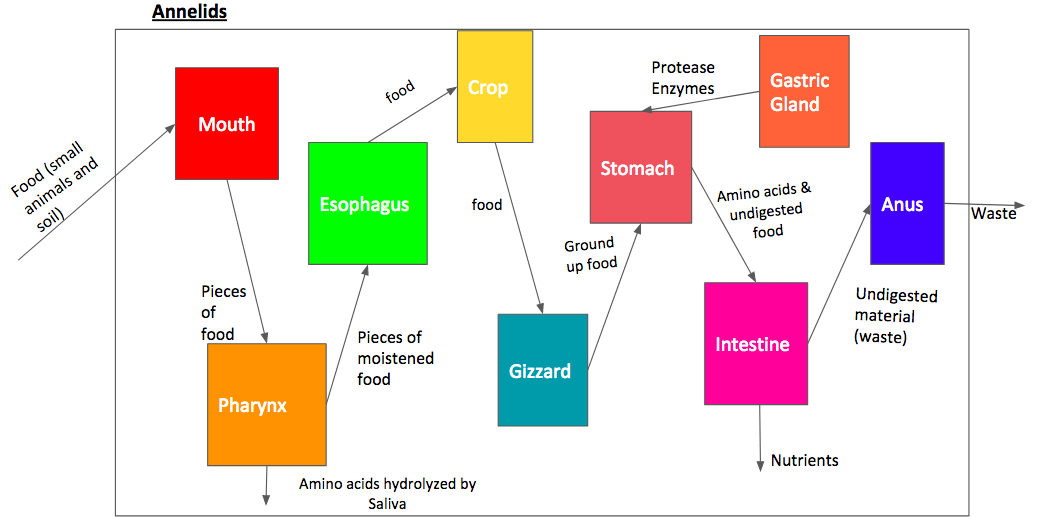 Annelids
Food (small
animals and
soil)
Mouth
Pieces
of
food
Pharynx
Amino acids hydrolyzed by
Saliva
Pieces of
moistened
food
Esophagus
food
Crop
food
Gizzard
Ground
up food
Stomach
Protease
Enzymes
Gastric
Gland
Amino acids &
undigested
food
Intestine
Nutrients
Undigested
material
(waste)
Anus
Waste